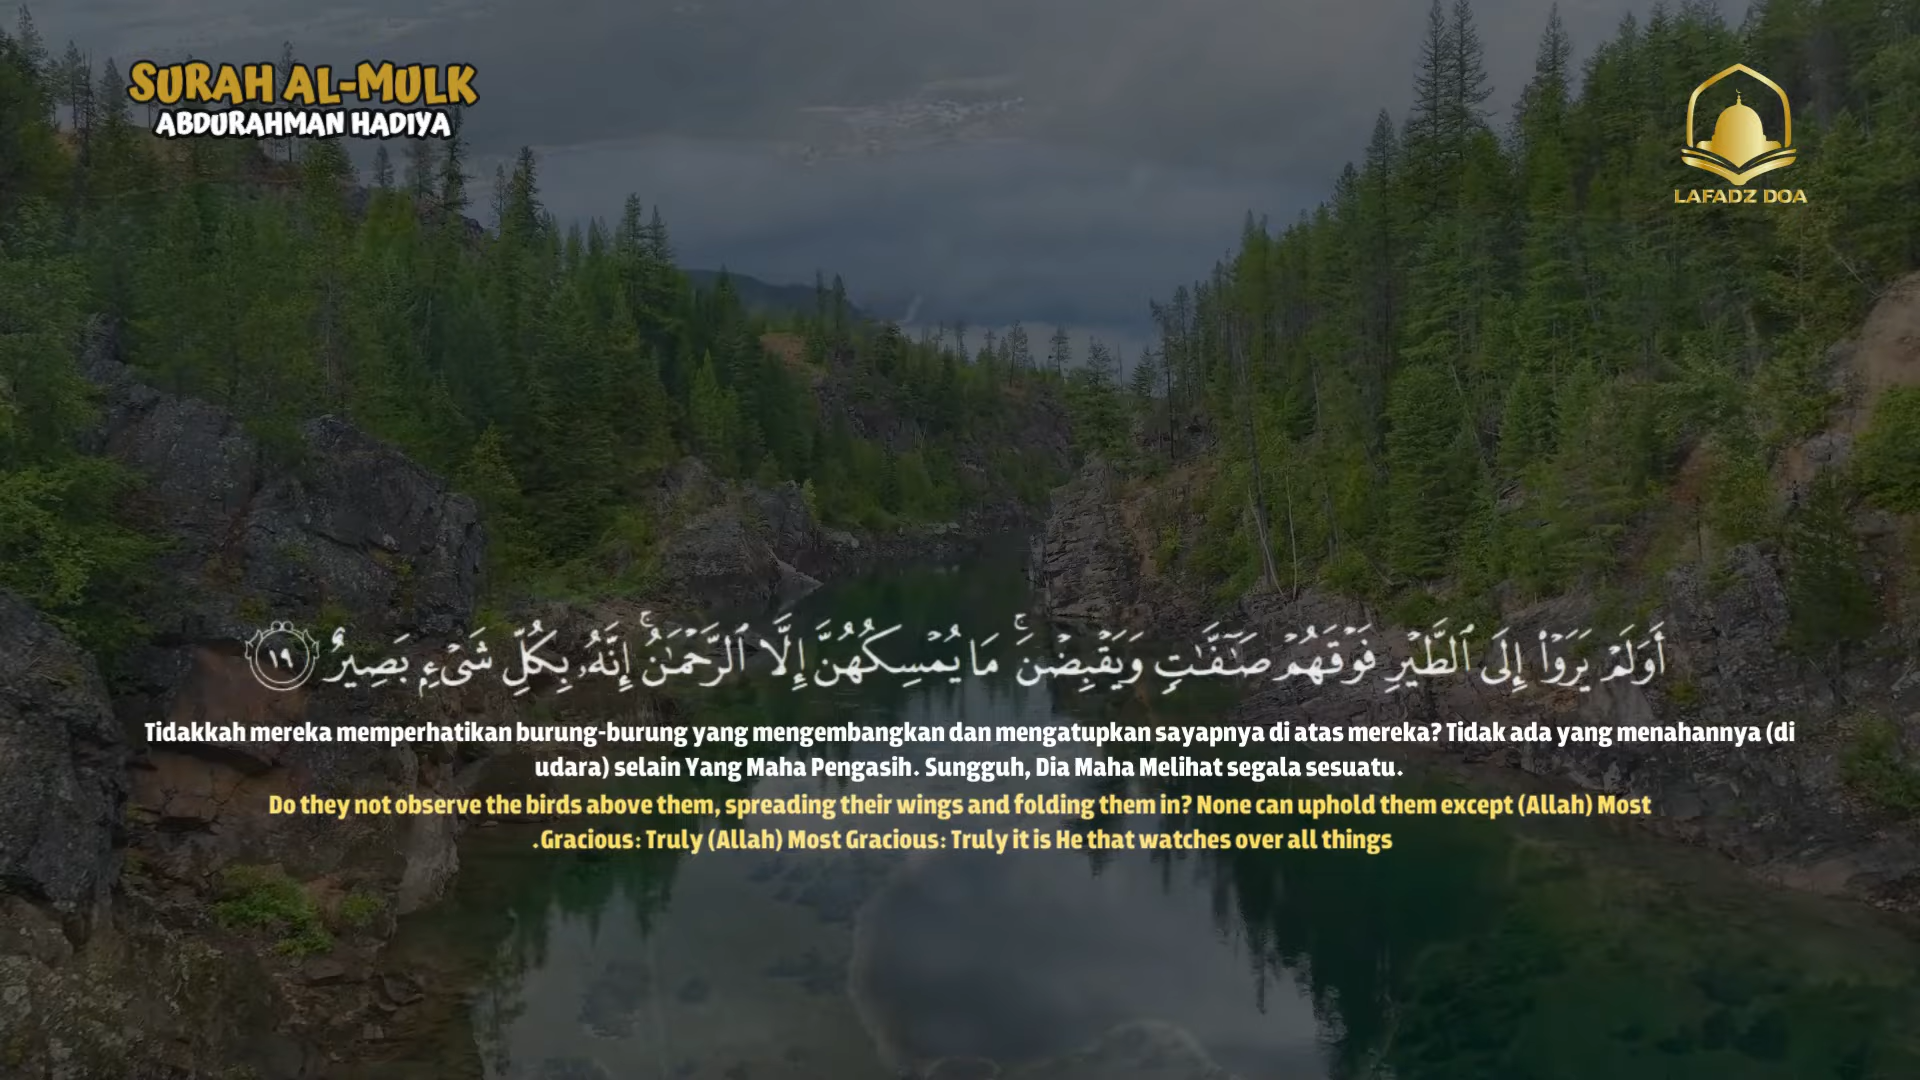 SURAH AL-MULK
ABDURAHMAN HADIYA
LAFADZ DOA
أَوَلَمْ يَرَوْا۟ إِلَى ٱلطَّيْرِ فَوْقَهُمْ صَـٰٓفَّـٰتٍ وَيَقْبِضْنَ ۚ مَا يُمْسِكُهُنَّ إِلَّا ٱلرَّحْمَـٰنُ ۚ إِنَّهُۥ بِكُلِّ شَىْءٍۭ بَصِيرٌ ١٩
Tidakkah mereka memperhatikan burung-burung yang mengembangkan dan mengatupkan sayapnya di atas mereka? Tidak ada yang menahannya (di
udara) selain Yang Maha Pengasih. Sungguh, Dia Maha Melihat segala sesuatu.
Do they not observe the birds above them, spreading their wings and folding them in? None can uphold them except (Allah) Most
.Gracious: Truly (Allah) Most Gracious: Truly it is He that watches over all things